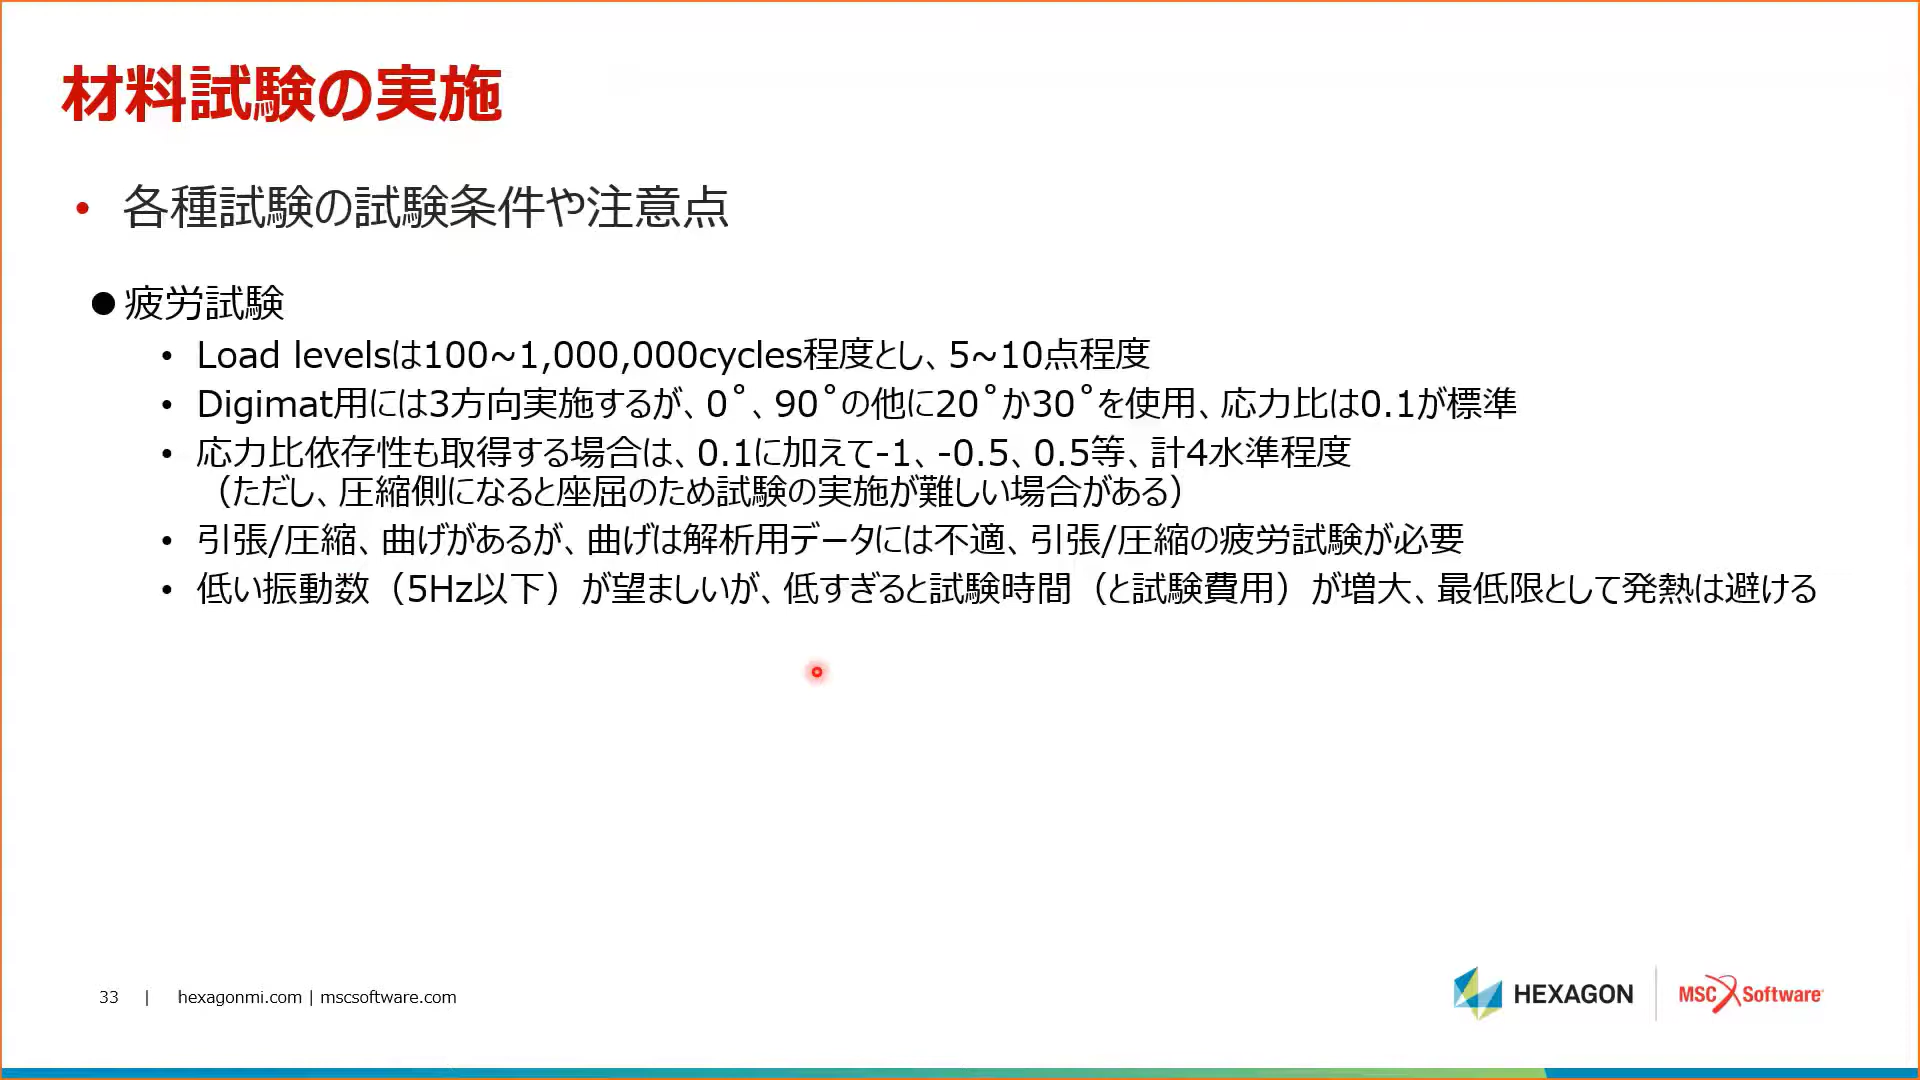 材料試験の実施
• 各種試験の試験条件や注意点
●疲労試験
• Load levelsは100~1,000,000cycles程度とし、5~10点程度
• Digimat用には3方向実施するが、0˚、90˚の他に20˚か30˚を使用、応力比は0.1が標準
• 応力比依存性も取得する場合は、0.1に加えて-1、-0.5、0.5等、計4水準程度
（ただし、圧縮側になると座屈のため試験の実施が難しい場合がある）
• 引張/圧縮、曲げがあるが、曲げは解析用データには不適、引張/圧縮の疲労試験が必要
• 低い振動数（5Hz以下）が望ましいが、低すぎると試験時間（と試験費用）が増大、最低限として発熱は避ける
33 | hexagonmi.com | mscsoftware.com
HEXAGON
MSC Software